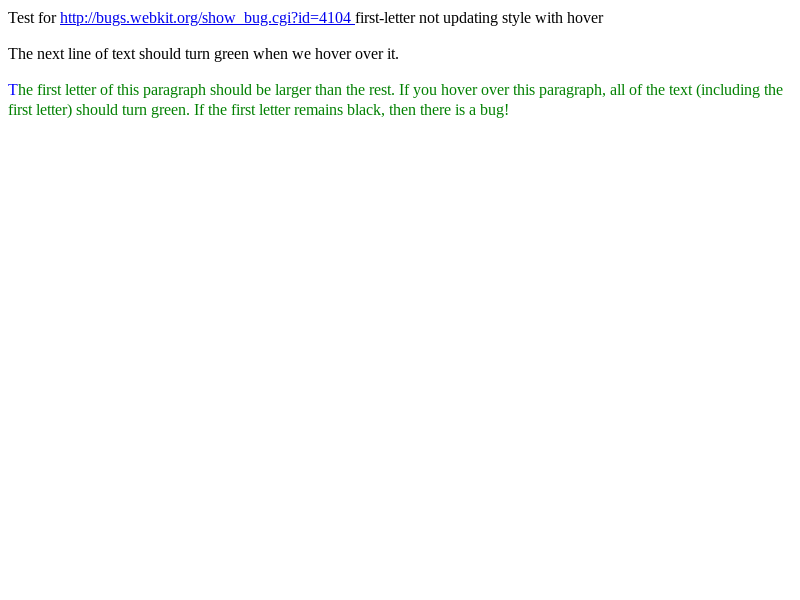 Test for http://bugs.webkit.org/show_bug.cgi?id=4104 first-letter not updating style with hover
The next line of text should turn green when we hover over it.
The first letter of this paragraph should be larger than the rest. If you hover over this paragraph, all of the text (including the
first letter) should turn green. If the first letter remains black, then there is a bug!